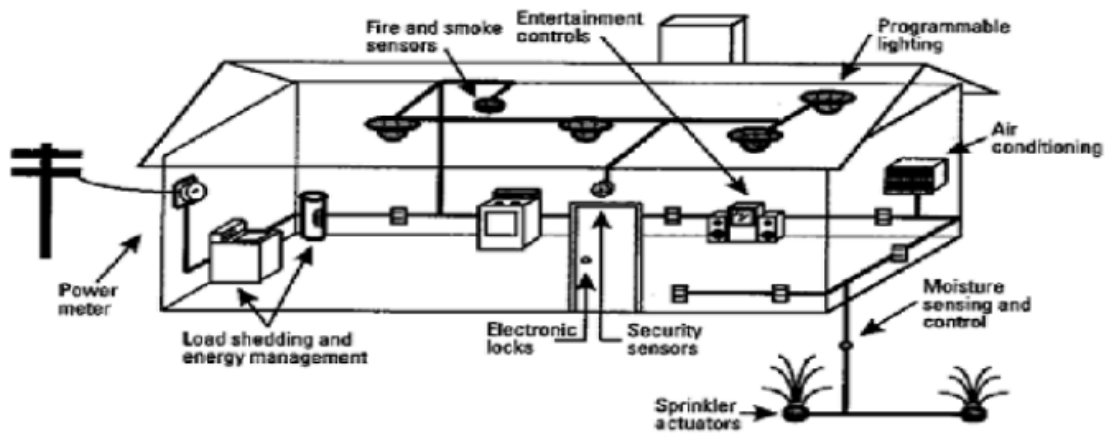 Fire and smoke
sensors
Entertainment
controls
Programmable
lighting
Air
conditioning
Power
meter
Load shedding and
energy management
Electronic
locks
Security
sensors
Moisture
sensing and
control
Sprinkler
actuators